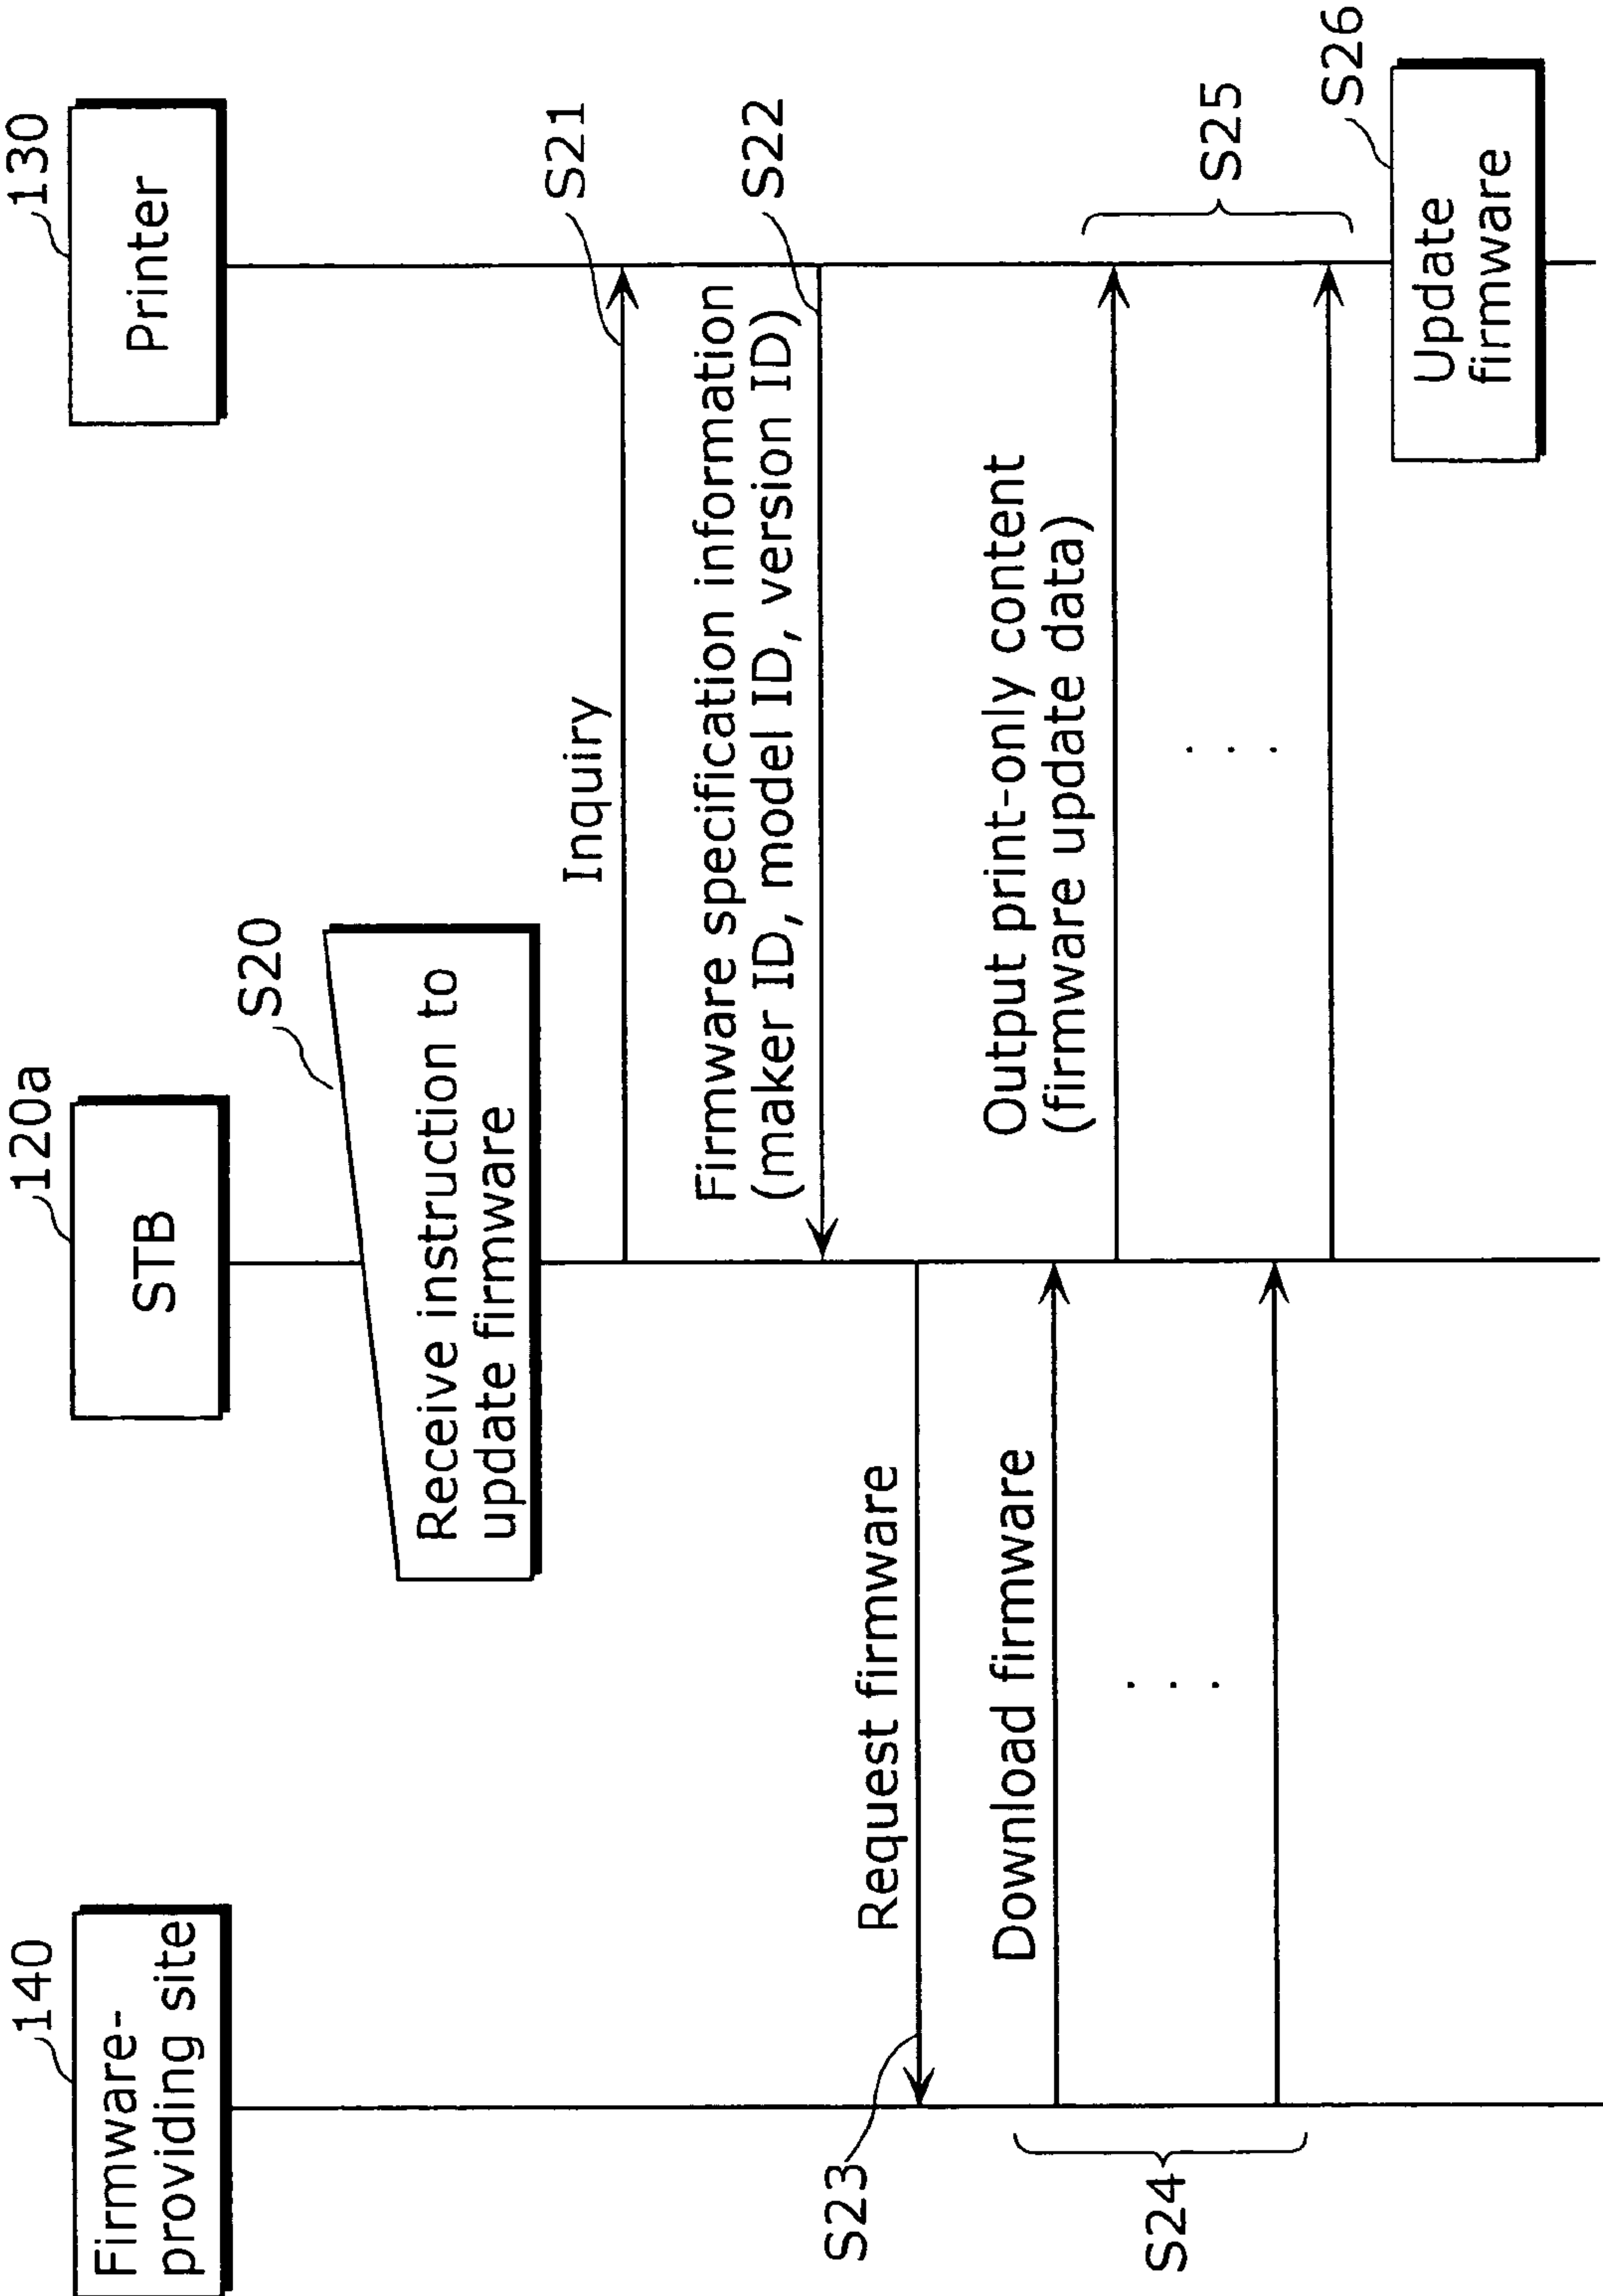 140
Firmware-
providing site
120a
STB
130
Printer
S20
Receive instruction to
update firmware
Inquiry
S21
Firmware specification information
(maker ID, model ID, version ID)
S22
Request firmware
S23
Download firmware
. . .
S24
Output print-only content
(firmware update data)
. . .
S25
S26
Update
firmware